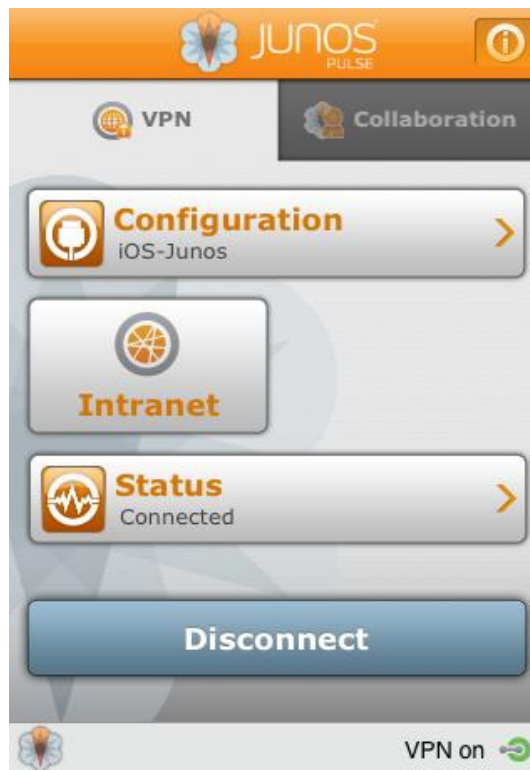 JUNOS
PULSE
VPN
Collaboration
Configuration
iOS-Junos
Intranet
Status
Connected
Disconnect
VPN on